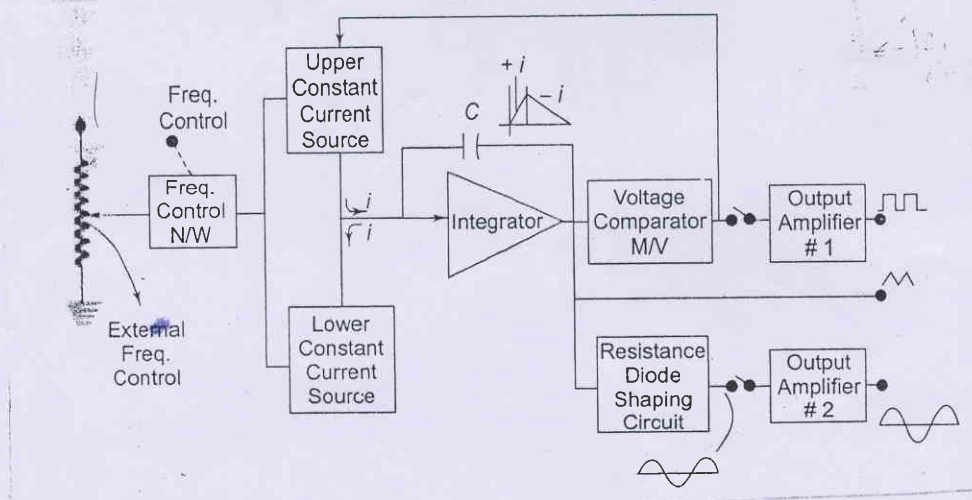 Freq.
Control
Freq.
Control
N/W
External
Freq.
Control
Upper
Constant
Current
Source
i
i
Lower
Constant
Current
Source
C
+ i
- i
Integrator
Voltage
Comparator
M/V
Output
Amplifier
# 1
Resistance
Diode
Shaping
Circuit
Output
Amplifier
# 2